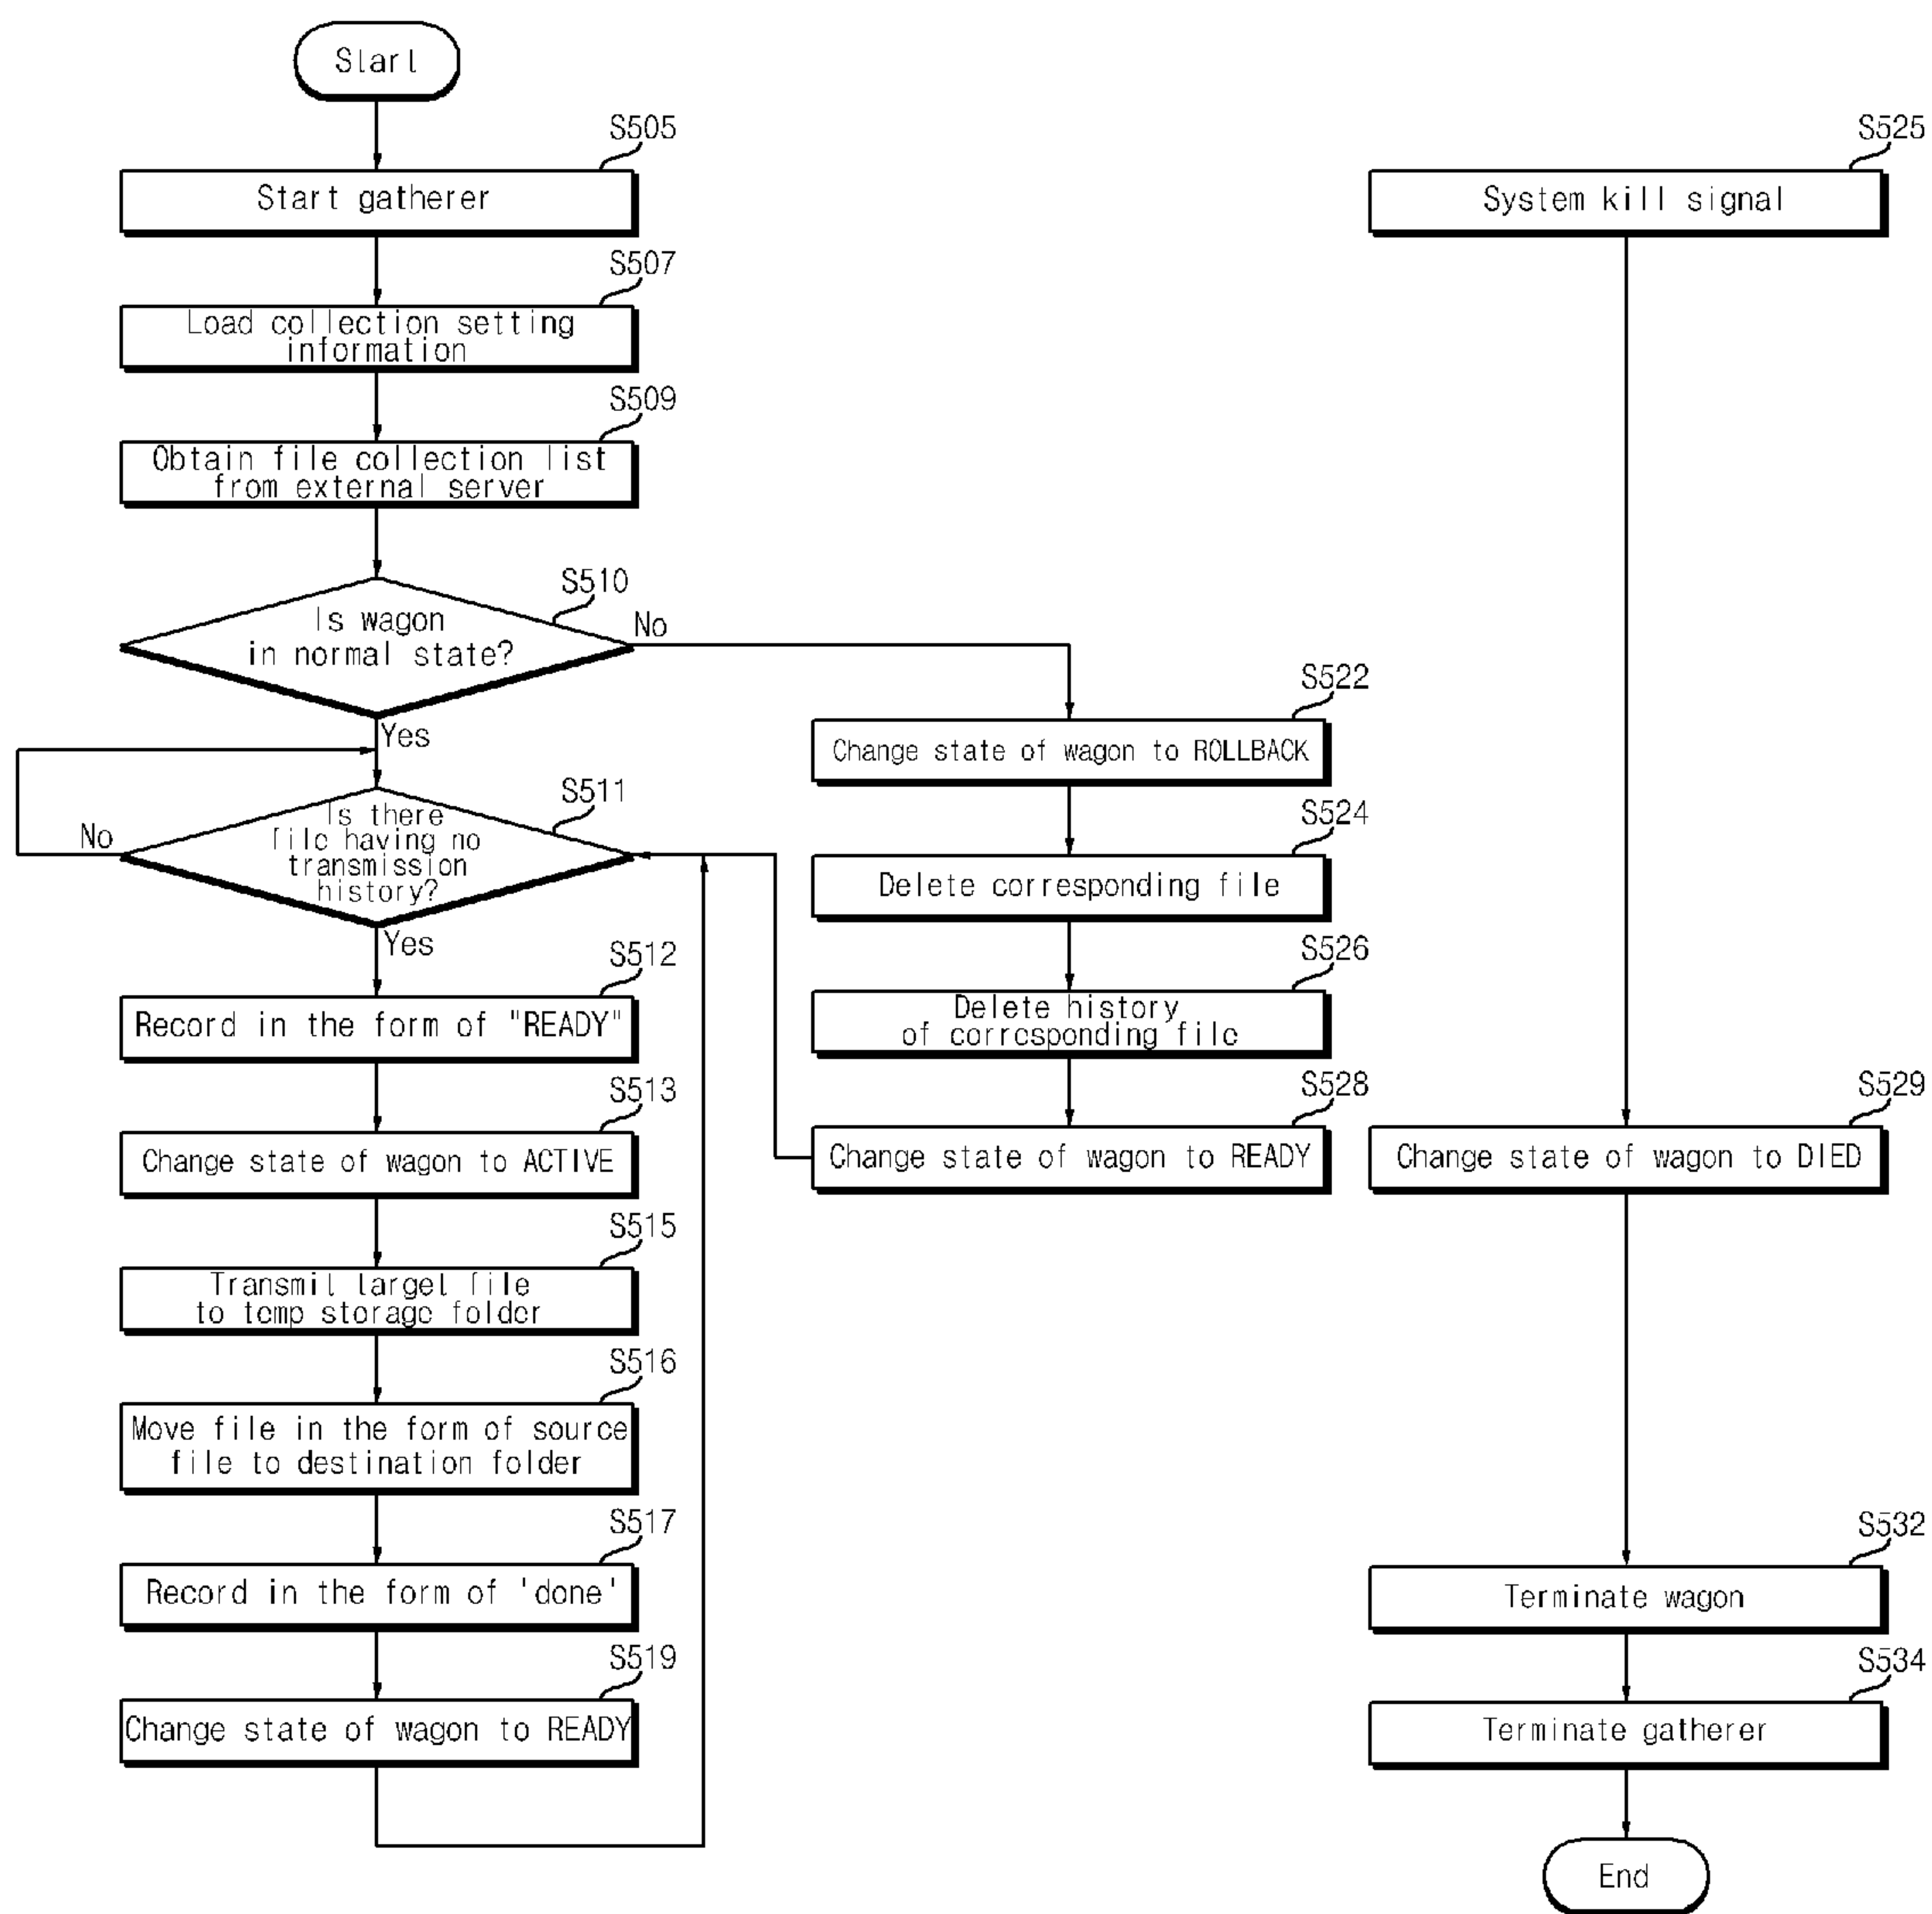 Start
S505
Start gatherer
S507
Load collection setting
information
S509
Obtain file collection list
from external server
S510
Is wagon
in normal state?
No
Yes
S511
Is there
file having no
transmission
history?
No
Yes
S512
Record in the form of "READY"
S513
Change state of wagon to ACTIVE
S515
Transmit target file
to temp storage folder
S516
Move file in the form of source
file to destination folder
S517
Record in the form of 'done'
S519
Change state of wagon to READY
S522
Change state of wagon to ROLLBACK
S524
Delete corresponding file
S526
Delete history
of corresponding file
S528
Change state of wagon to READY
S525
System kill signal
S529
Change state of wagon to DIED
S532
Terminate wagon
S534
Terminate gatherer
End